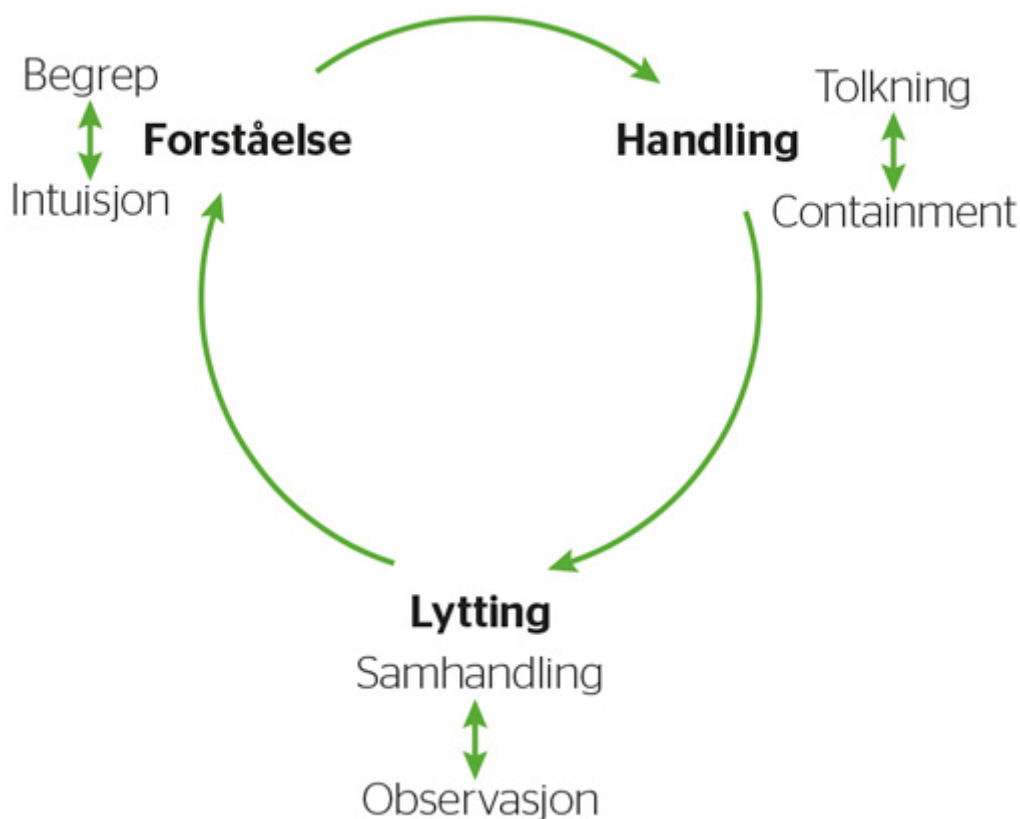 Begrep
Forståelse
Intuisjon
Handling
Tolkning
Containment
Lytting
Samhandling
Observasjon